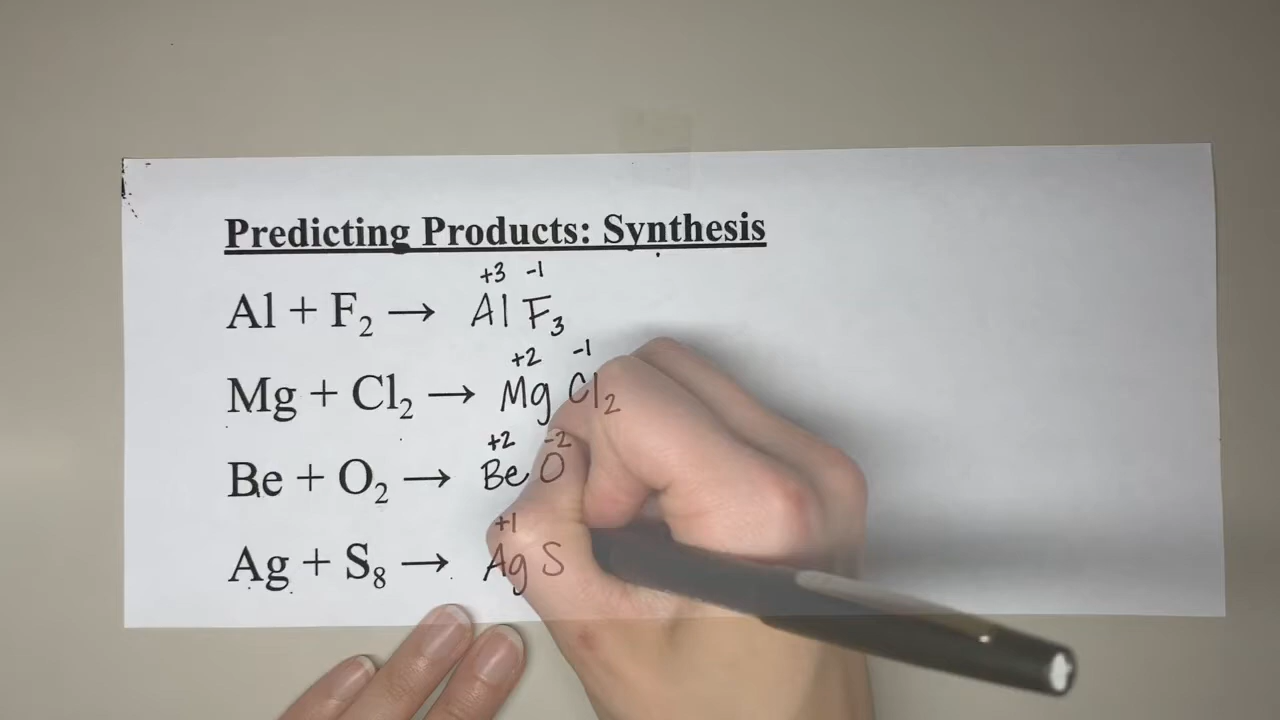 Predicting Products: Synthesis
+3 -1
Al + F₂ → Al F₃
+2 -1
Mg + Cl₂ → Mg Cl₂
+2 -2
Be + O₂ → Be O
+1
Ag + S₈ → Ag S